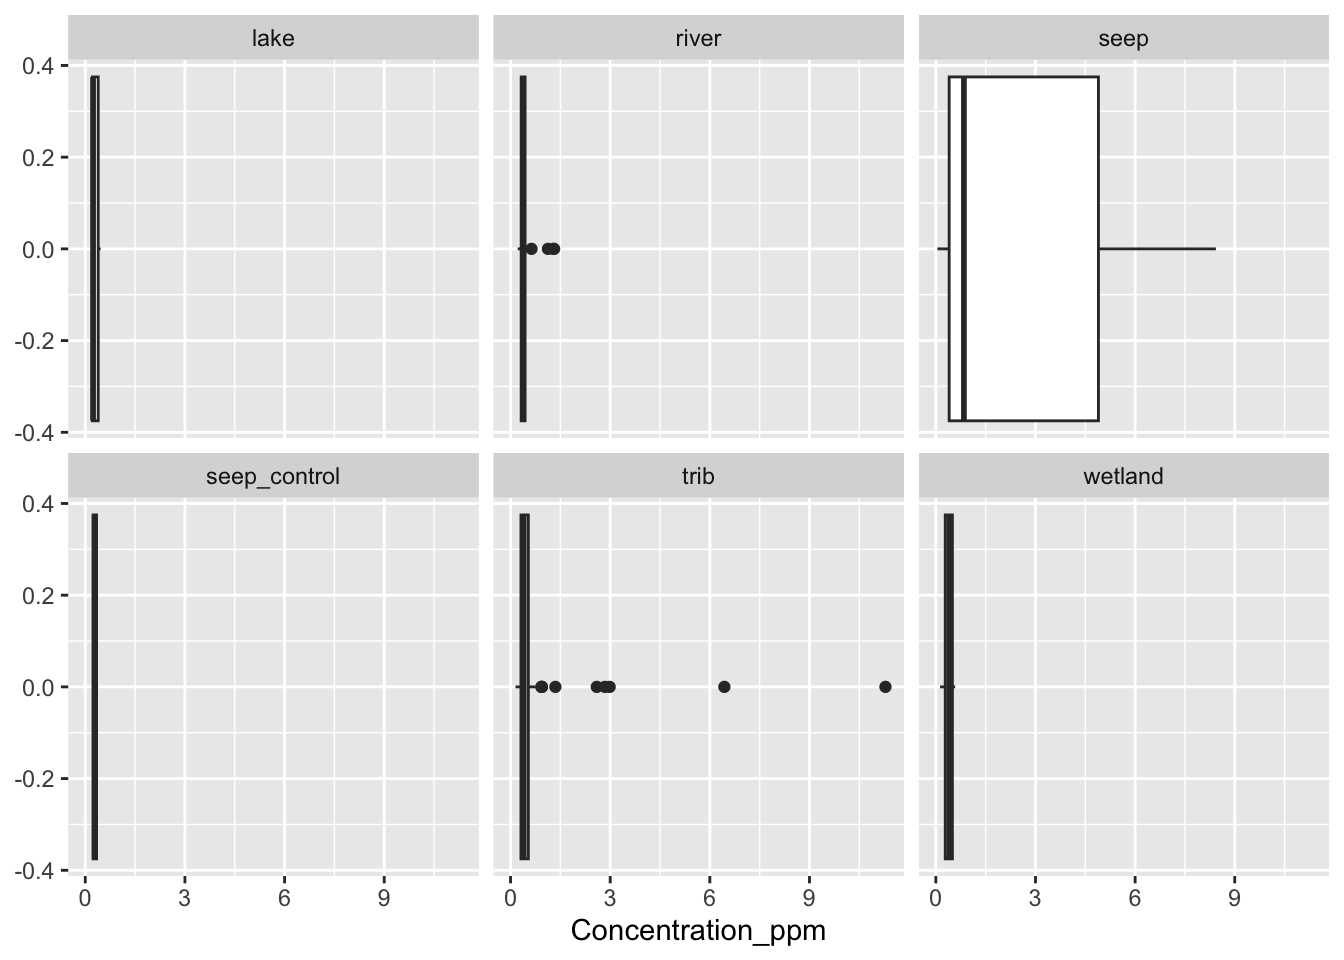 lake river seep
0.4
0.2
0.0
-0.2
-0.4
seep_control trib wetland
0.4
0.2
0.0
-0.2
-0.4
0 3 6 9 0 3 6 9 0 3 6 9
Concentration_ppm